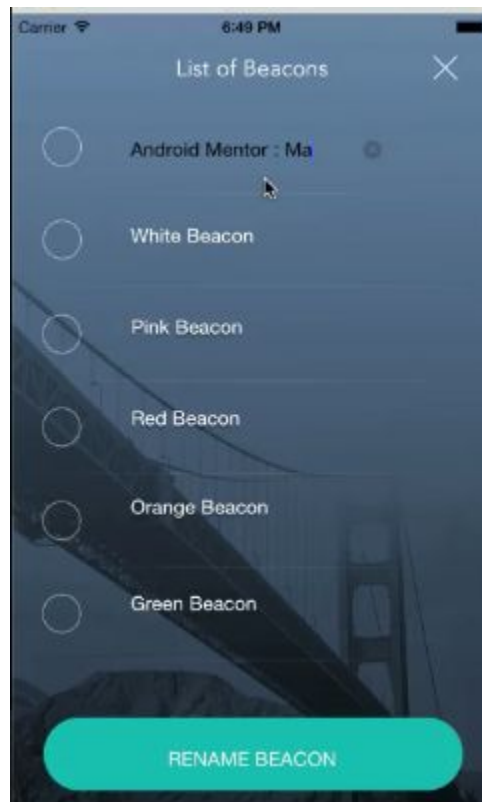 Carrier 6:49 PM
List of Beacons
Android Mentor : Ma
White Beacon
Pink Beacon
Red Beacon
Orange Beacon
Green Beacon
RENAME BEACON